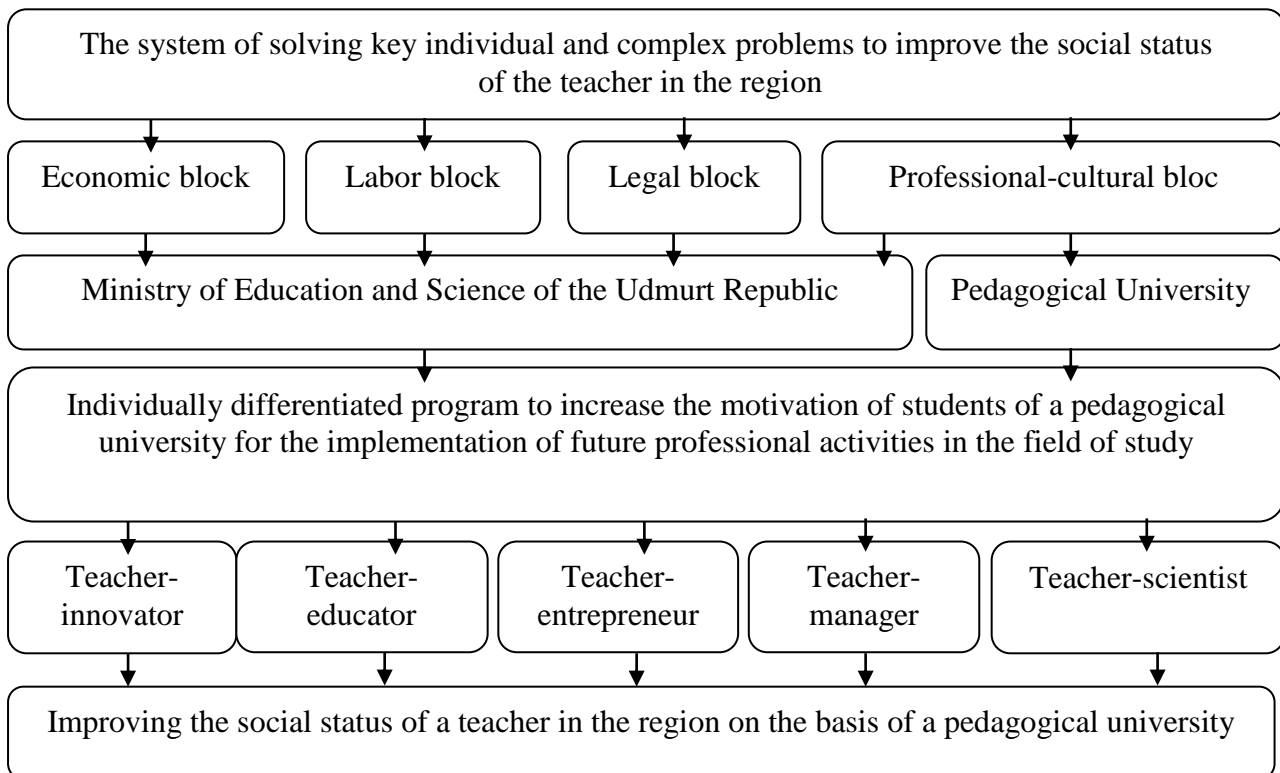 The system of solving key individual and complex problems to improve the social status
of the teacher in the region
Economic block
Labor block
Legal block
Professional-cultural bloc
Ministry of Education and Science of the Udmurt Republic
Pedagogical University
Individually differentiated program to increase the motivation of students of a pedagogical
university for the implementation of future professional activities in the field of study
Teacher-
innovator
Teacher-
educator
Teacher-
entrepreneur
Teacher-
manager
Teacher-scientist
Improving the social status of a teacher in the region on the basis of a pedagogical university